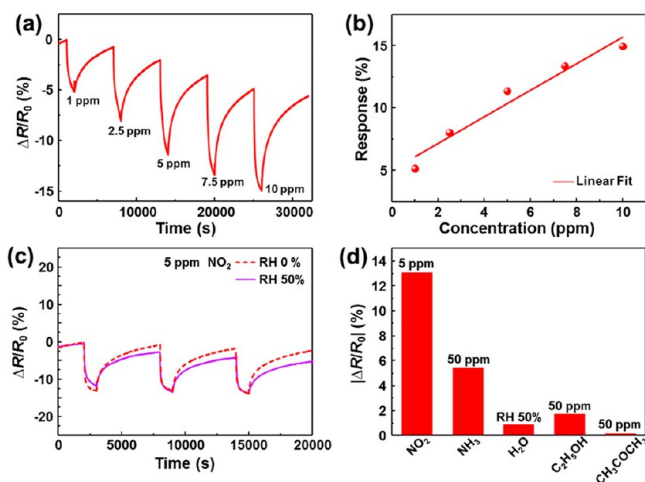 (a)
0
-5
-10
-15
ΔR/R₀ (%)
1 ppm
2.5 ppm
5 ppm
7.5 ppm
10 ppm
0 10000 20000 30000
Time (s)
(b)
15
10
5
Response (%)
Linear Fit
0 2 4 6 8 10
Concentration (ppm)
(c)
20
10
0
-10
-20
ΔR/R₀ (%)
5 ppm NO₂ RH 0 %
RH 50%
0 5000 10000 15000 20000
Time (s)
(d)
14
12
10
8
6
4
2
0
|ΔR/R₀| (%)
5 ppm
50 ppm
RH 50%
50 ppm
50 ppm
NO₂ NH₃ H₂O C₂H₅OH CH₃COCH₃